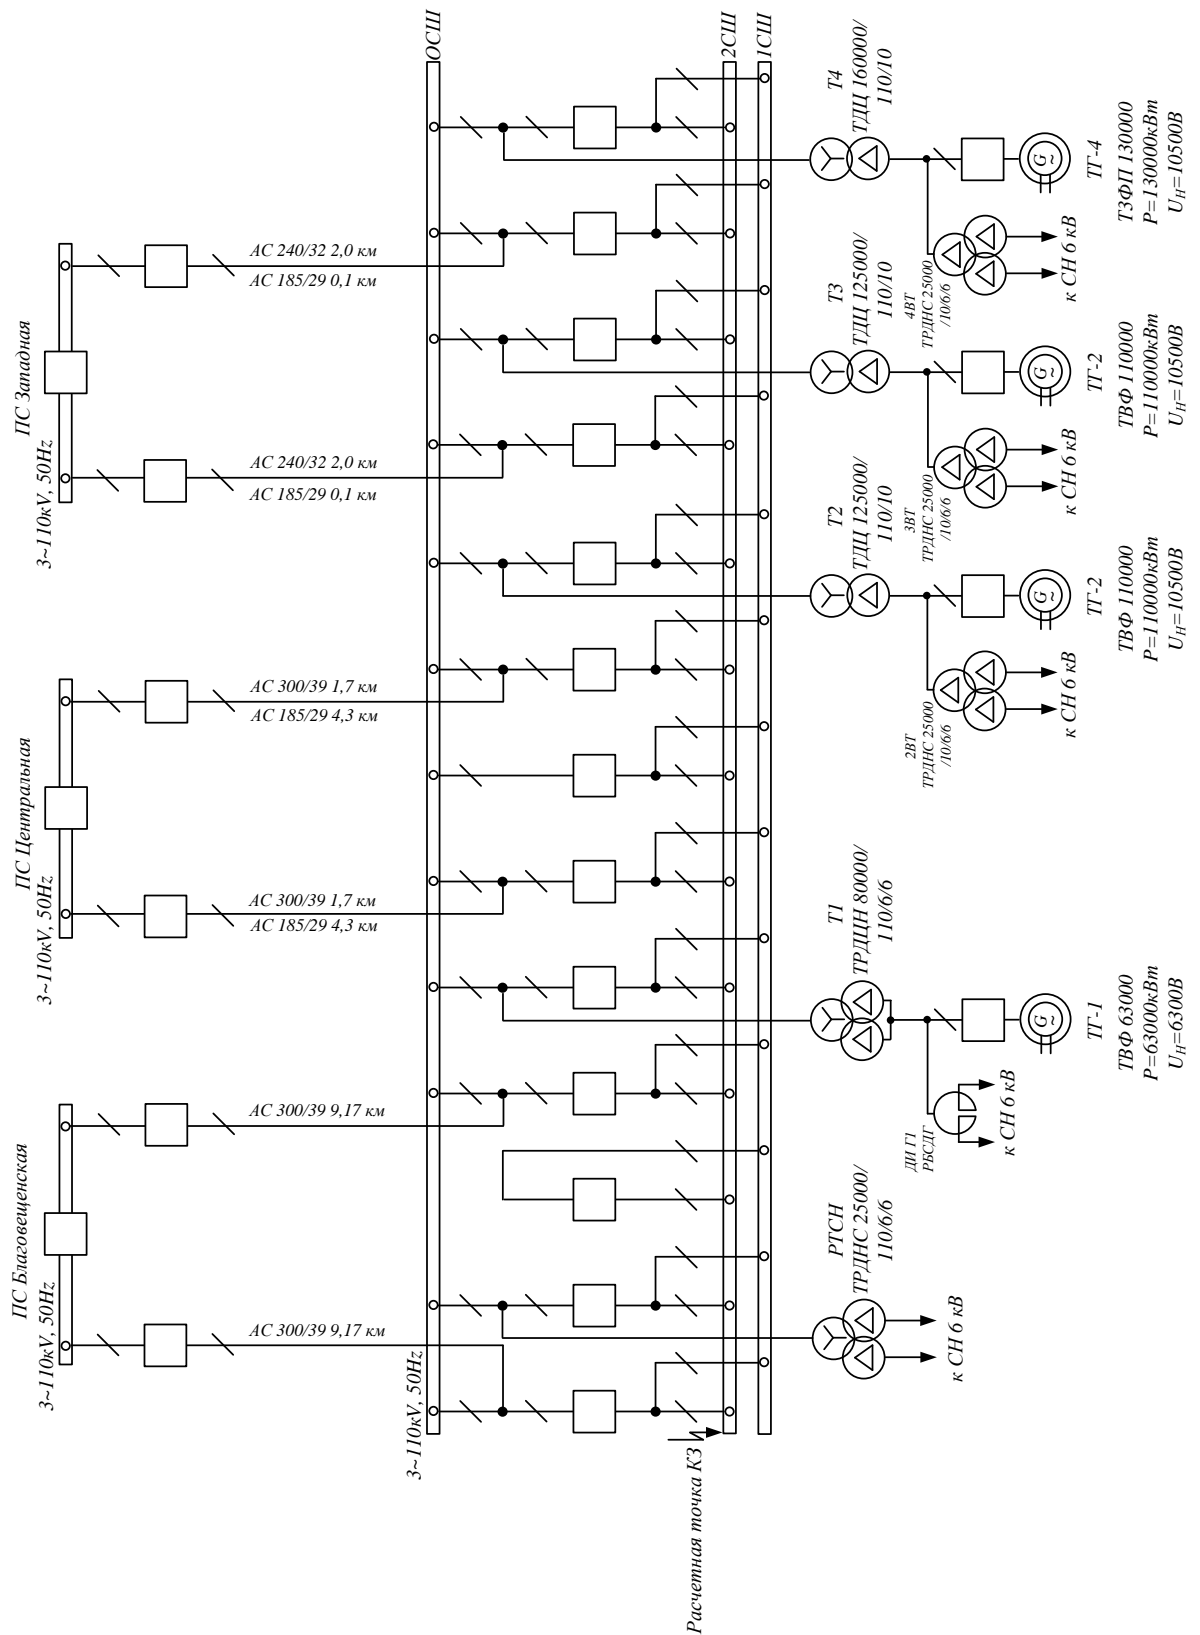 ПС Благовещенская
3~110kV, 50Hz
ПС Центральная
3~110kV, 50Hz
ПС Западная
3~110kV, 50Hz
АС 300/39 9,17 км
АС 300/39 9,17 км
АС 300/39 1,7 км
АС 185/29 4,3 км
АС 300/39 1,7 км
АС 185/29 4,3 км
АС 240/32 2,0 км
АС 185/29 0,1 км
АС 240/32 2,0 км
АС 185/29 0,1 км
3~110kV, 50Hz
ОСШ
2СШ
1СШ
Расчетная точка КЗ
РТСН
ТРДНС 25000/
110/6/6
к СН 6 кВ
Т1
ТРДЦН 80000/
110/6/6
ДИ Г1
РБСДГ
к СН 6 кВ
G
~
ТГ-1
ТВФ 63000
P=63000кВт
UН=6300В
Т2
ТДЦ 125000/
110/10
2ВТ
ТРДНС 25000
/10/6/6
к СН 6 кВ
G
~
ТГ-2
ТВФ 110000
P=110000кВт
UН=10500В
Т3
ТДЦ 125000/
110/10
3ВТ
ТРДНС 25000
/10/6/6
к СН 6 кВ
G
~
ТГ-2
ТВФ 110000
P=110000кВт
UН=10500В
Т4
ТДЦ 160000/
110/10
4ВТ
ТРДНС 25000
/10/6/6
к СН 6 кВ
G
~
ТГ-4
ТЗФП 130000
P=130000кВт
UН=10500В